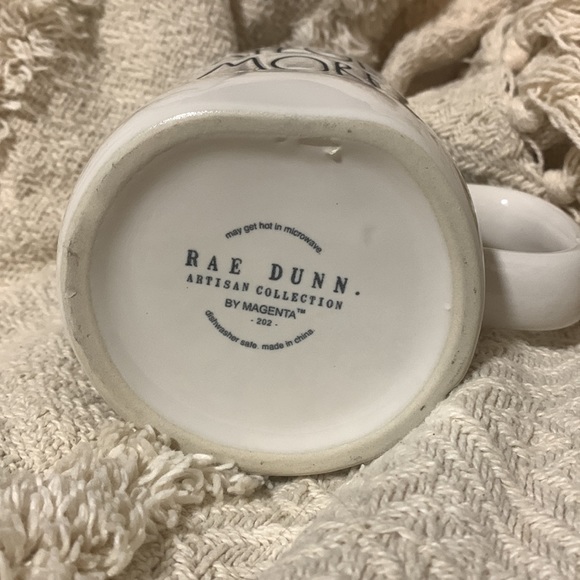 MORE
may get hot in microwave.
RAE DUNN.
ARTISAN COLLECTION
BY MAGENTA™
- 202 -
dishwasher safe. made in china.